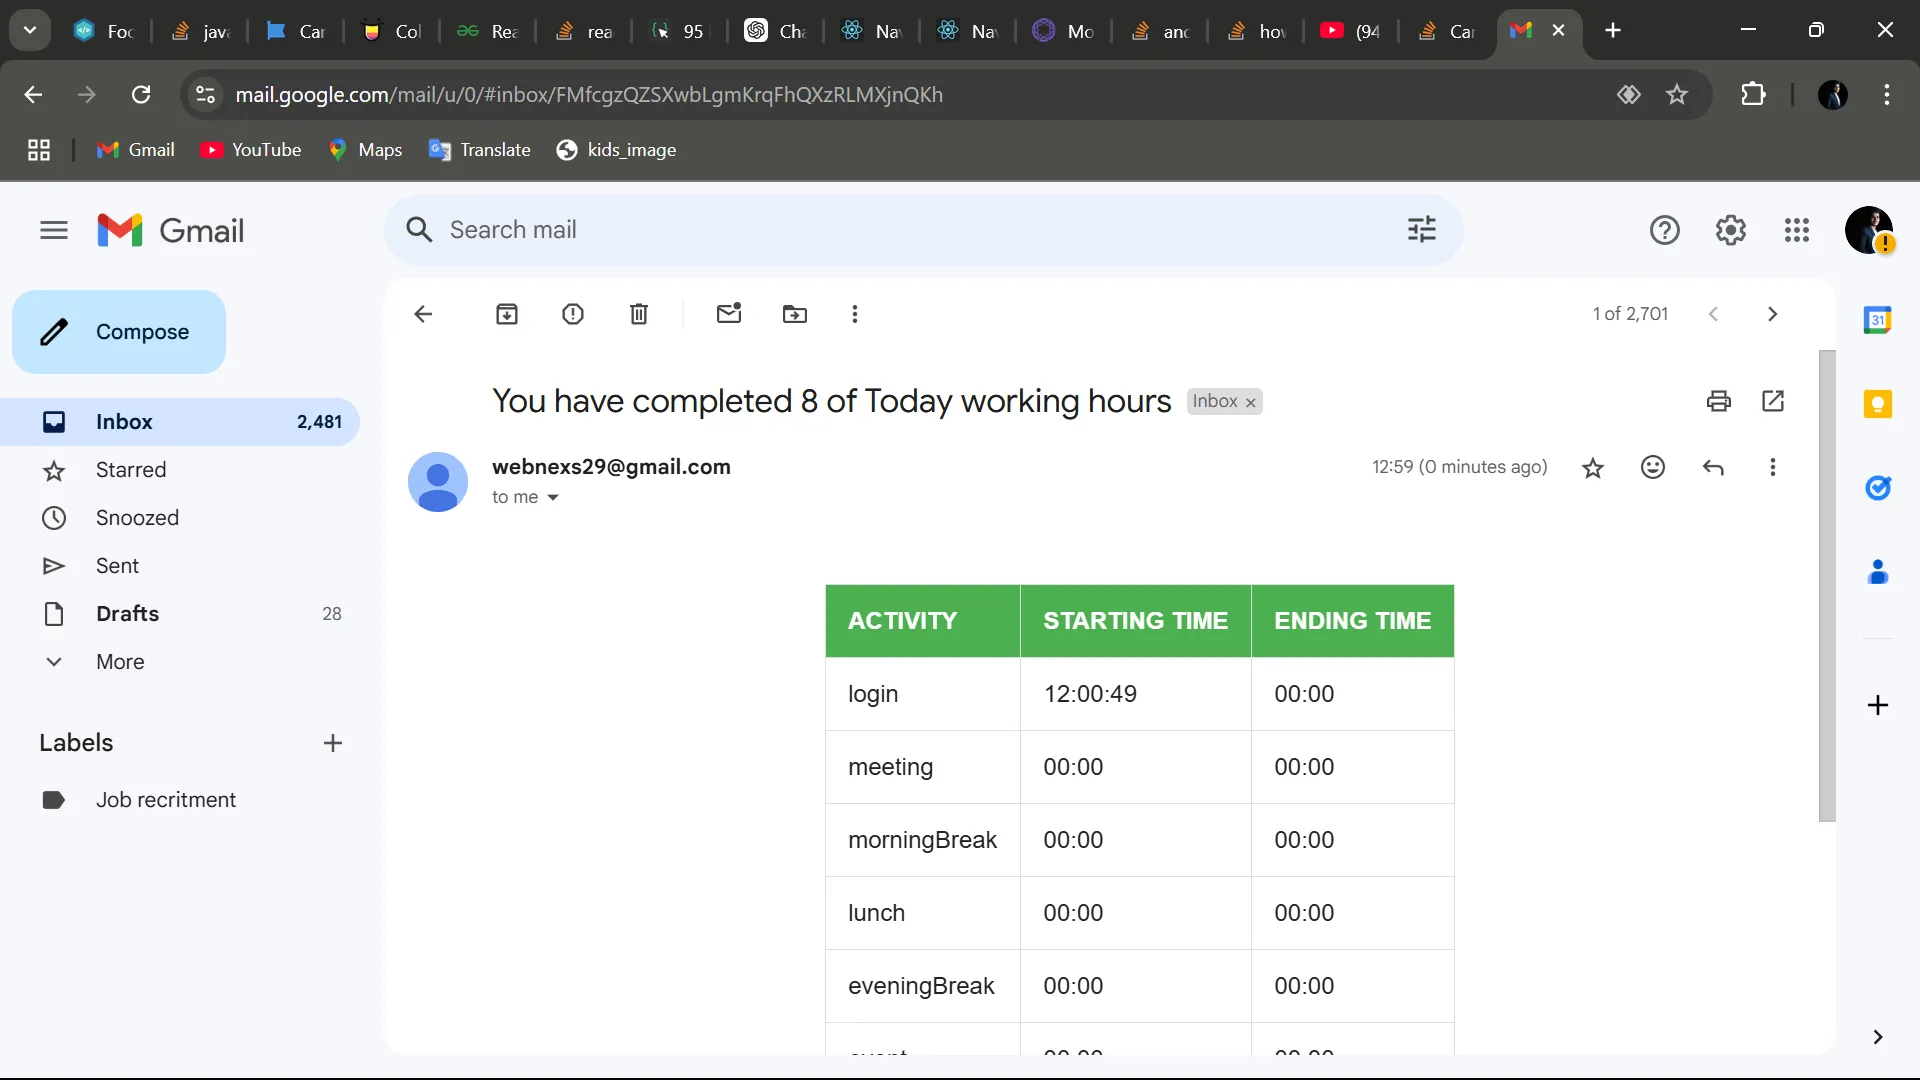 Foc
java
Car
Col
Rea
rea
95
Cha
Nav
Nav
Mo
and
how
(94
Car
mail.google.com/mail/u/0/#inbox/FMfcgzQZSXwbLgmKrqFhQXzRLMXjnQKh
Gmail
YouTube
Maps
Translate
kids_image
Gmail
Search mail
Compose
1 of 2,701
Inbox 2,481
Starred
Snoozed
Sent
Drafts 28
More
Labels
Job recritment
You have completed 8 of Today working hours Inbox
webnexs29@gmail.com 12:59 (0 minutes ago)
to me
ACTIVITY STARTING TIME ENDING TIME
login 12:00:49 00:00
meeting 00:00 00:00
morningBreak 00:00 00:00
lunch 00:00 00:00
eveningBreak 00:00 00:00
31